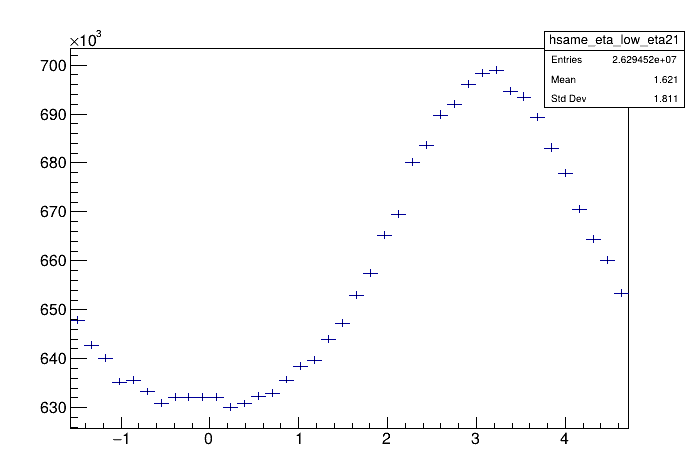 ×10³
hsame_eta_low_eta21
Entries 2.629452e+07
Mean 1.621
Std Dev 1.811
700
690
680
670
660
650
640
630
−1 0 1 2 3 4